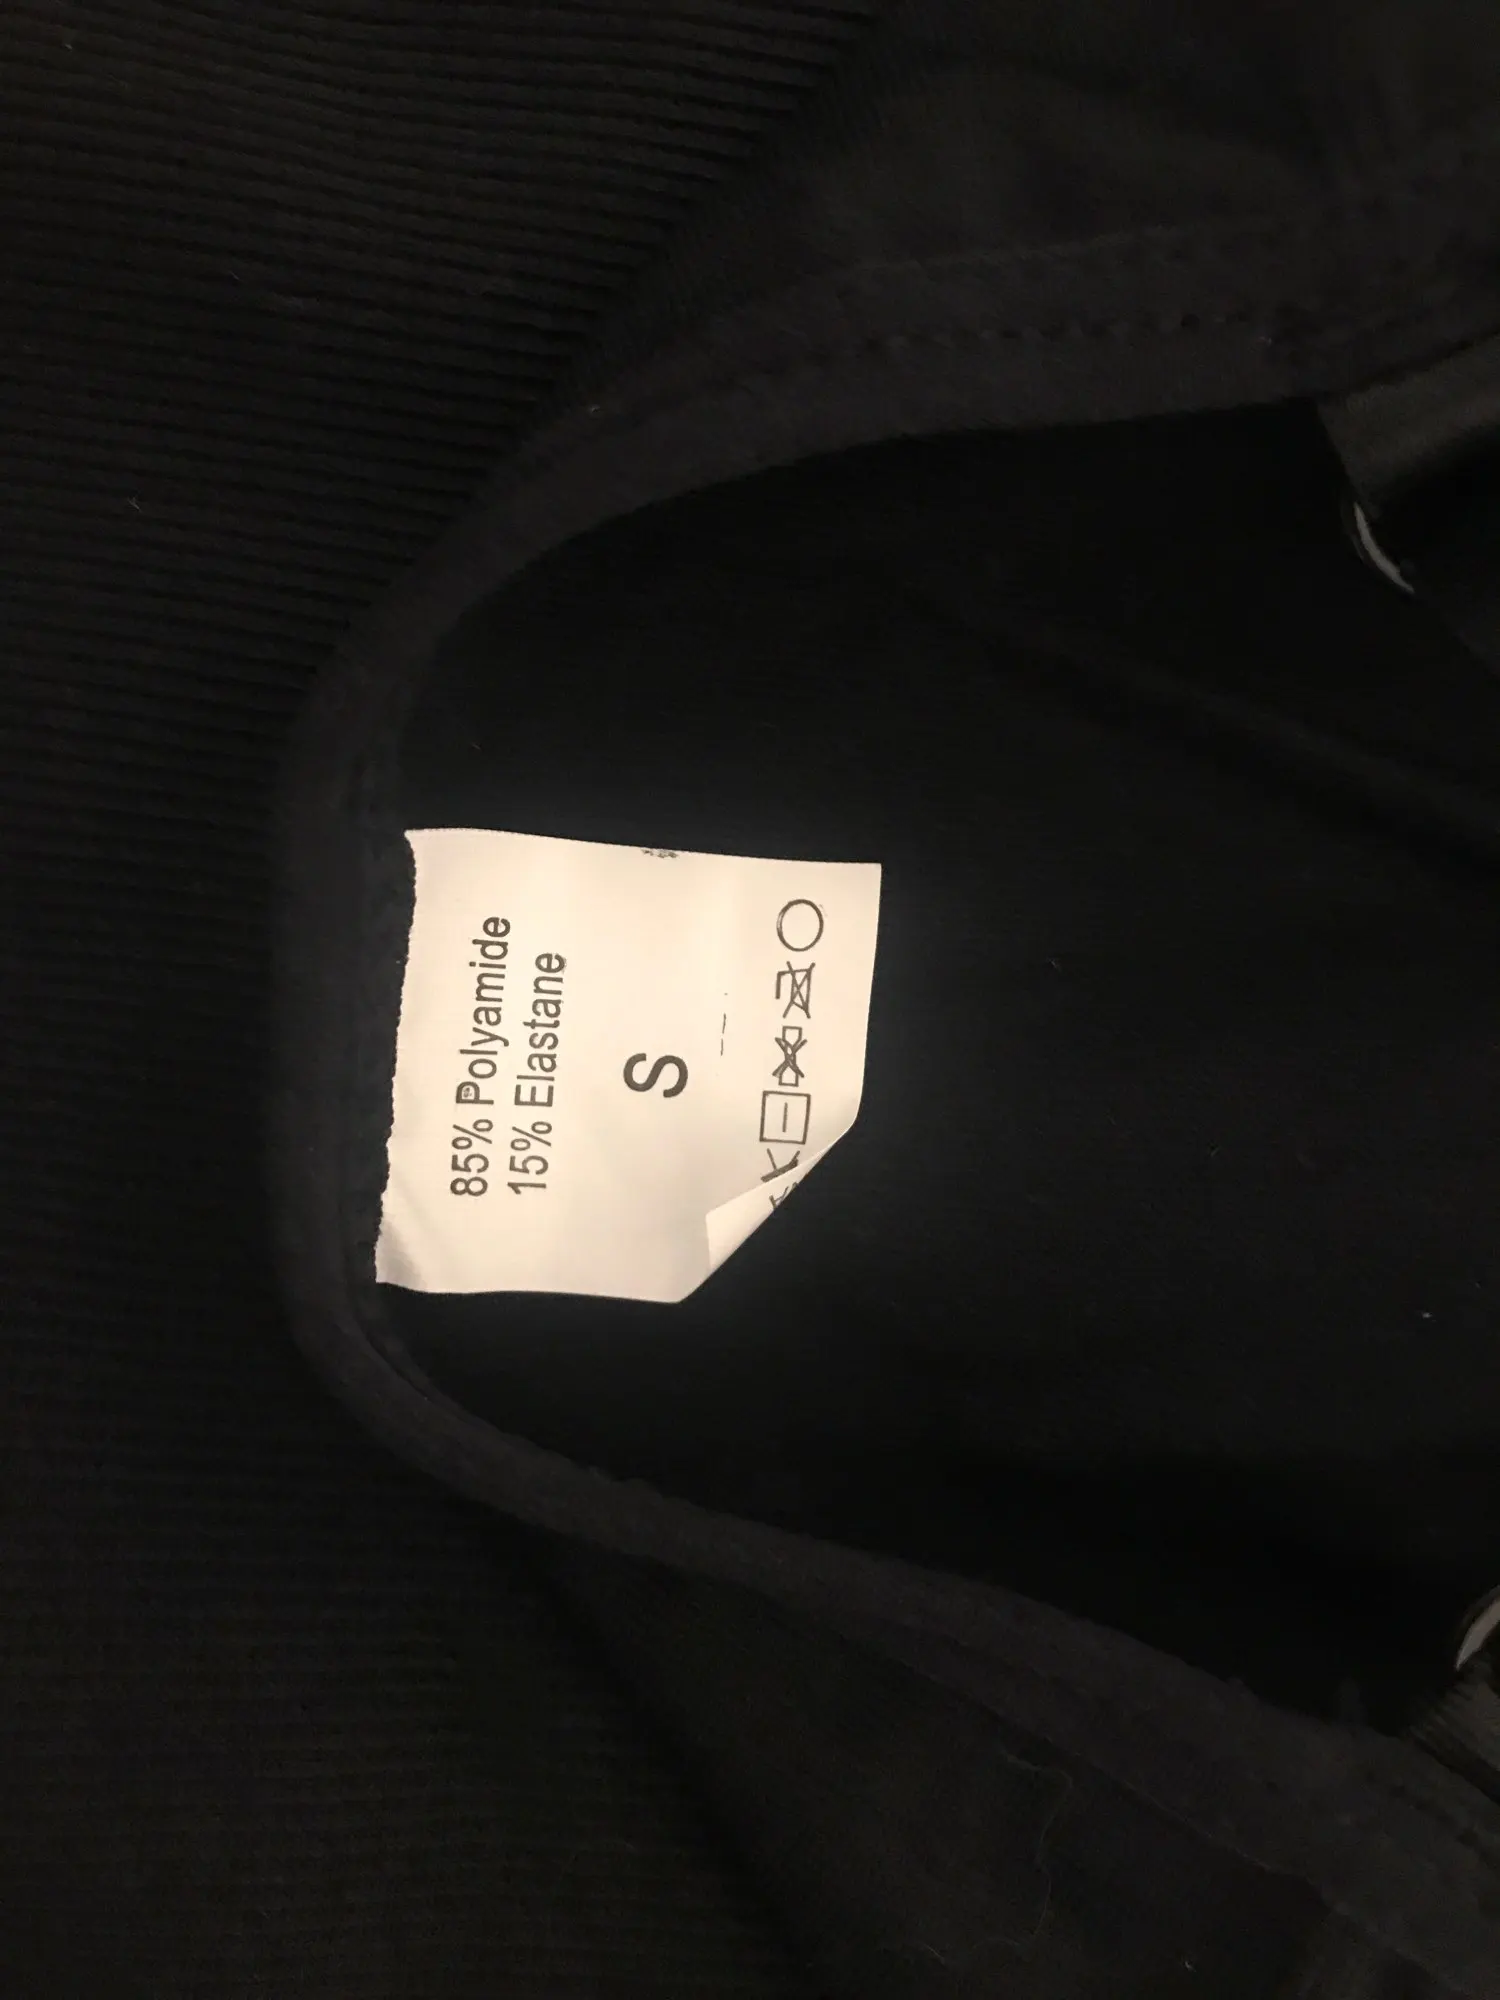 85% Polyamide
15% Elastane
S